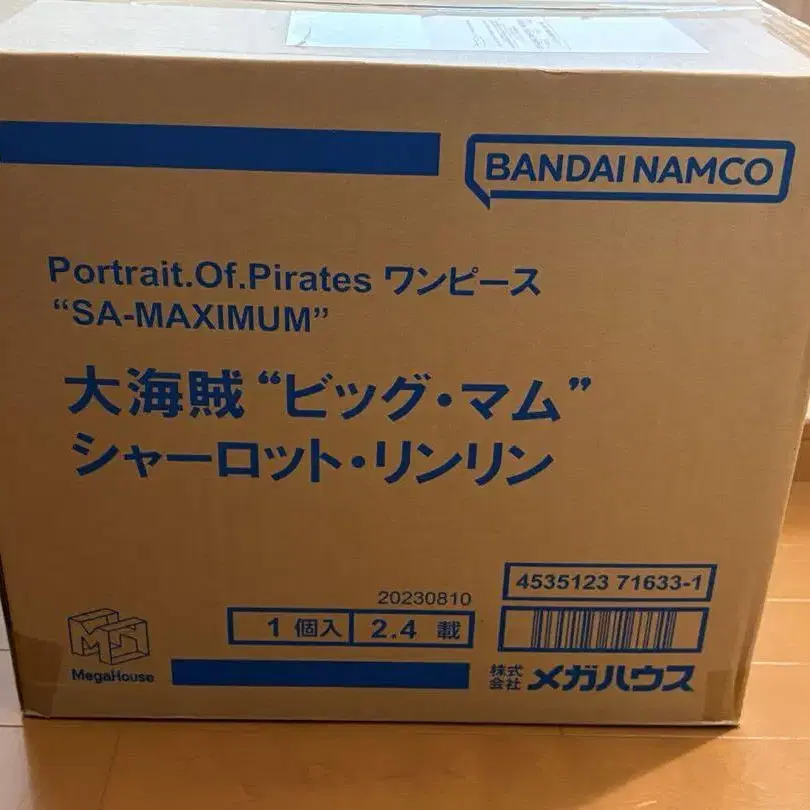 BANDAI NAMCO
Portrait.Of.Pirates ワンピース
“SA-MAXIMUM”
大海賊“ビッグ・マム”
シャーロット・リンリン
4535123 71633-1
20230810
1 個入 2.4 載
MegaHouse
株式会社 メガハウス